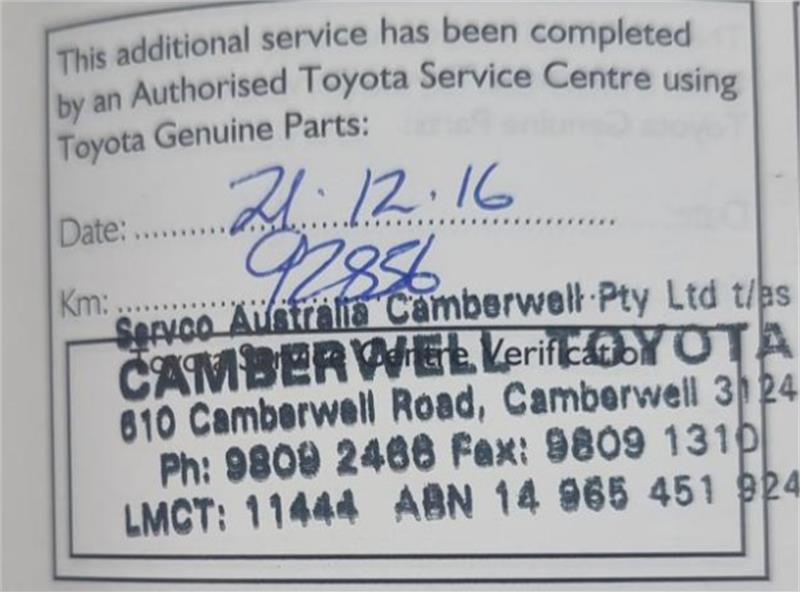 This additional service has been completed
by an Authorised Toyota Service Centre using
Toyota Genuine Parts:
Date: 21.12.16
Km: 92856
Servco Australia Camberwell Pty Ltd t/as
Toyota Service Centre Verification
CAMBERWELL TOYOTA
610 Camberwell Road, Camberwell 3124
Ph: 9809 2466 Fax: 9809 1310
LMCT: 11444 ABN 14 965 451 924